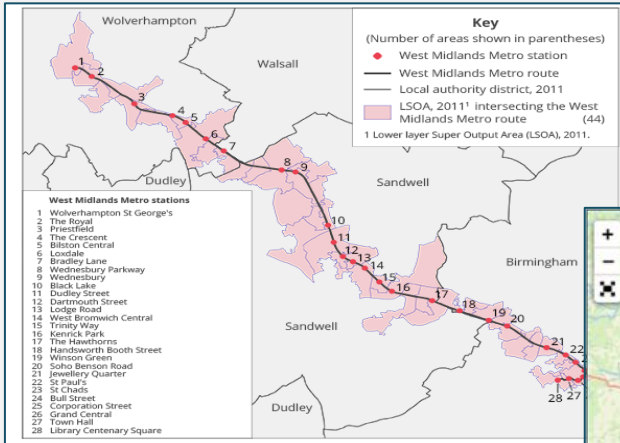 Wolverhampton
Walsall
Dudley
Sandwell
Sandwell
Birmingham
Dudley
Key
(Number of areas shown in parentheses)
West Midlands Metro station
West Midlands Metro route
Local authority district, 2011
LSOA, 2011¹ intersecting the West
Midlands Metro route (44)
1 Lower layer Super Output Area (LSOA), 2011.
1
2
3
4
5
6
7
8
9
10
11
12
13
14
15
16
17
18
19
20
21
22
28
27
West Midlands Metro stations
1 Wolverhampton St George's
2 The Royal
3 Priestfield
4 The Crescent
5 Bilston Central
6 Loxdale
7 Bradley Lane
8 Wednesbury Parkway
9 Wednesbury
10 Black Lake
11 Dudley Street
12 Dartmouth Street
13 Lodge Road
14 West Bromwich Central
15 Trinity Way
16 Kenrick Park
17 The Hawthorns
18 Handsworth Booth Street
19 Winson Green
20 Soho Benson Road
21 Jewellery Quarter
22 St Paul's
23 St Chads
24 Bull Street
25 Corporation Street
26 Grand Central
27 Town Hall
28 Library Centenary Square
+
−